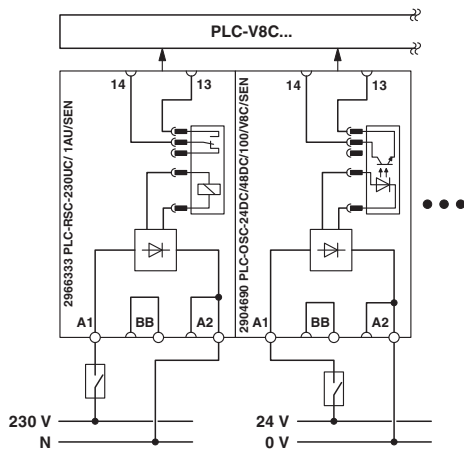 PLC-V8C...
14
13
14
13
2966333 PLC-RSC-230UC/ 1AU/SEN
2904690 PLC-OSC-24DC/48DC/100/V8C/SEN
A1
BB
A2
A1
BB
A2
230 V
24 V
N
0 V